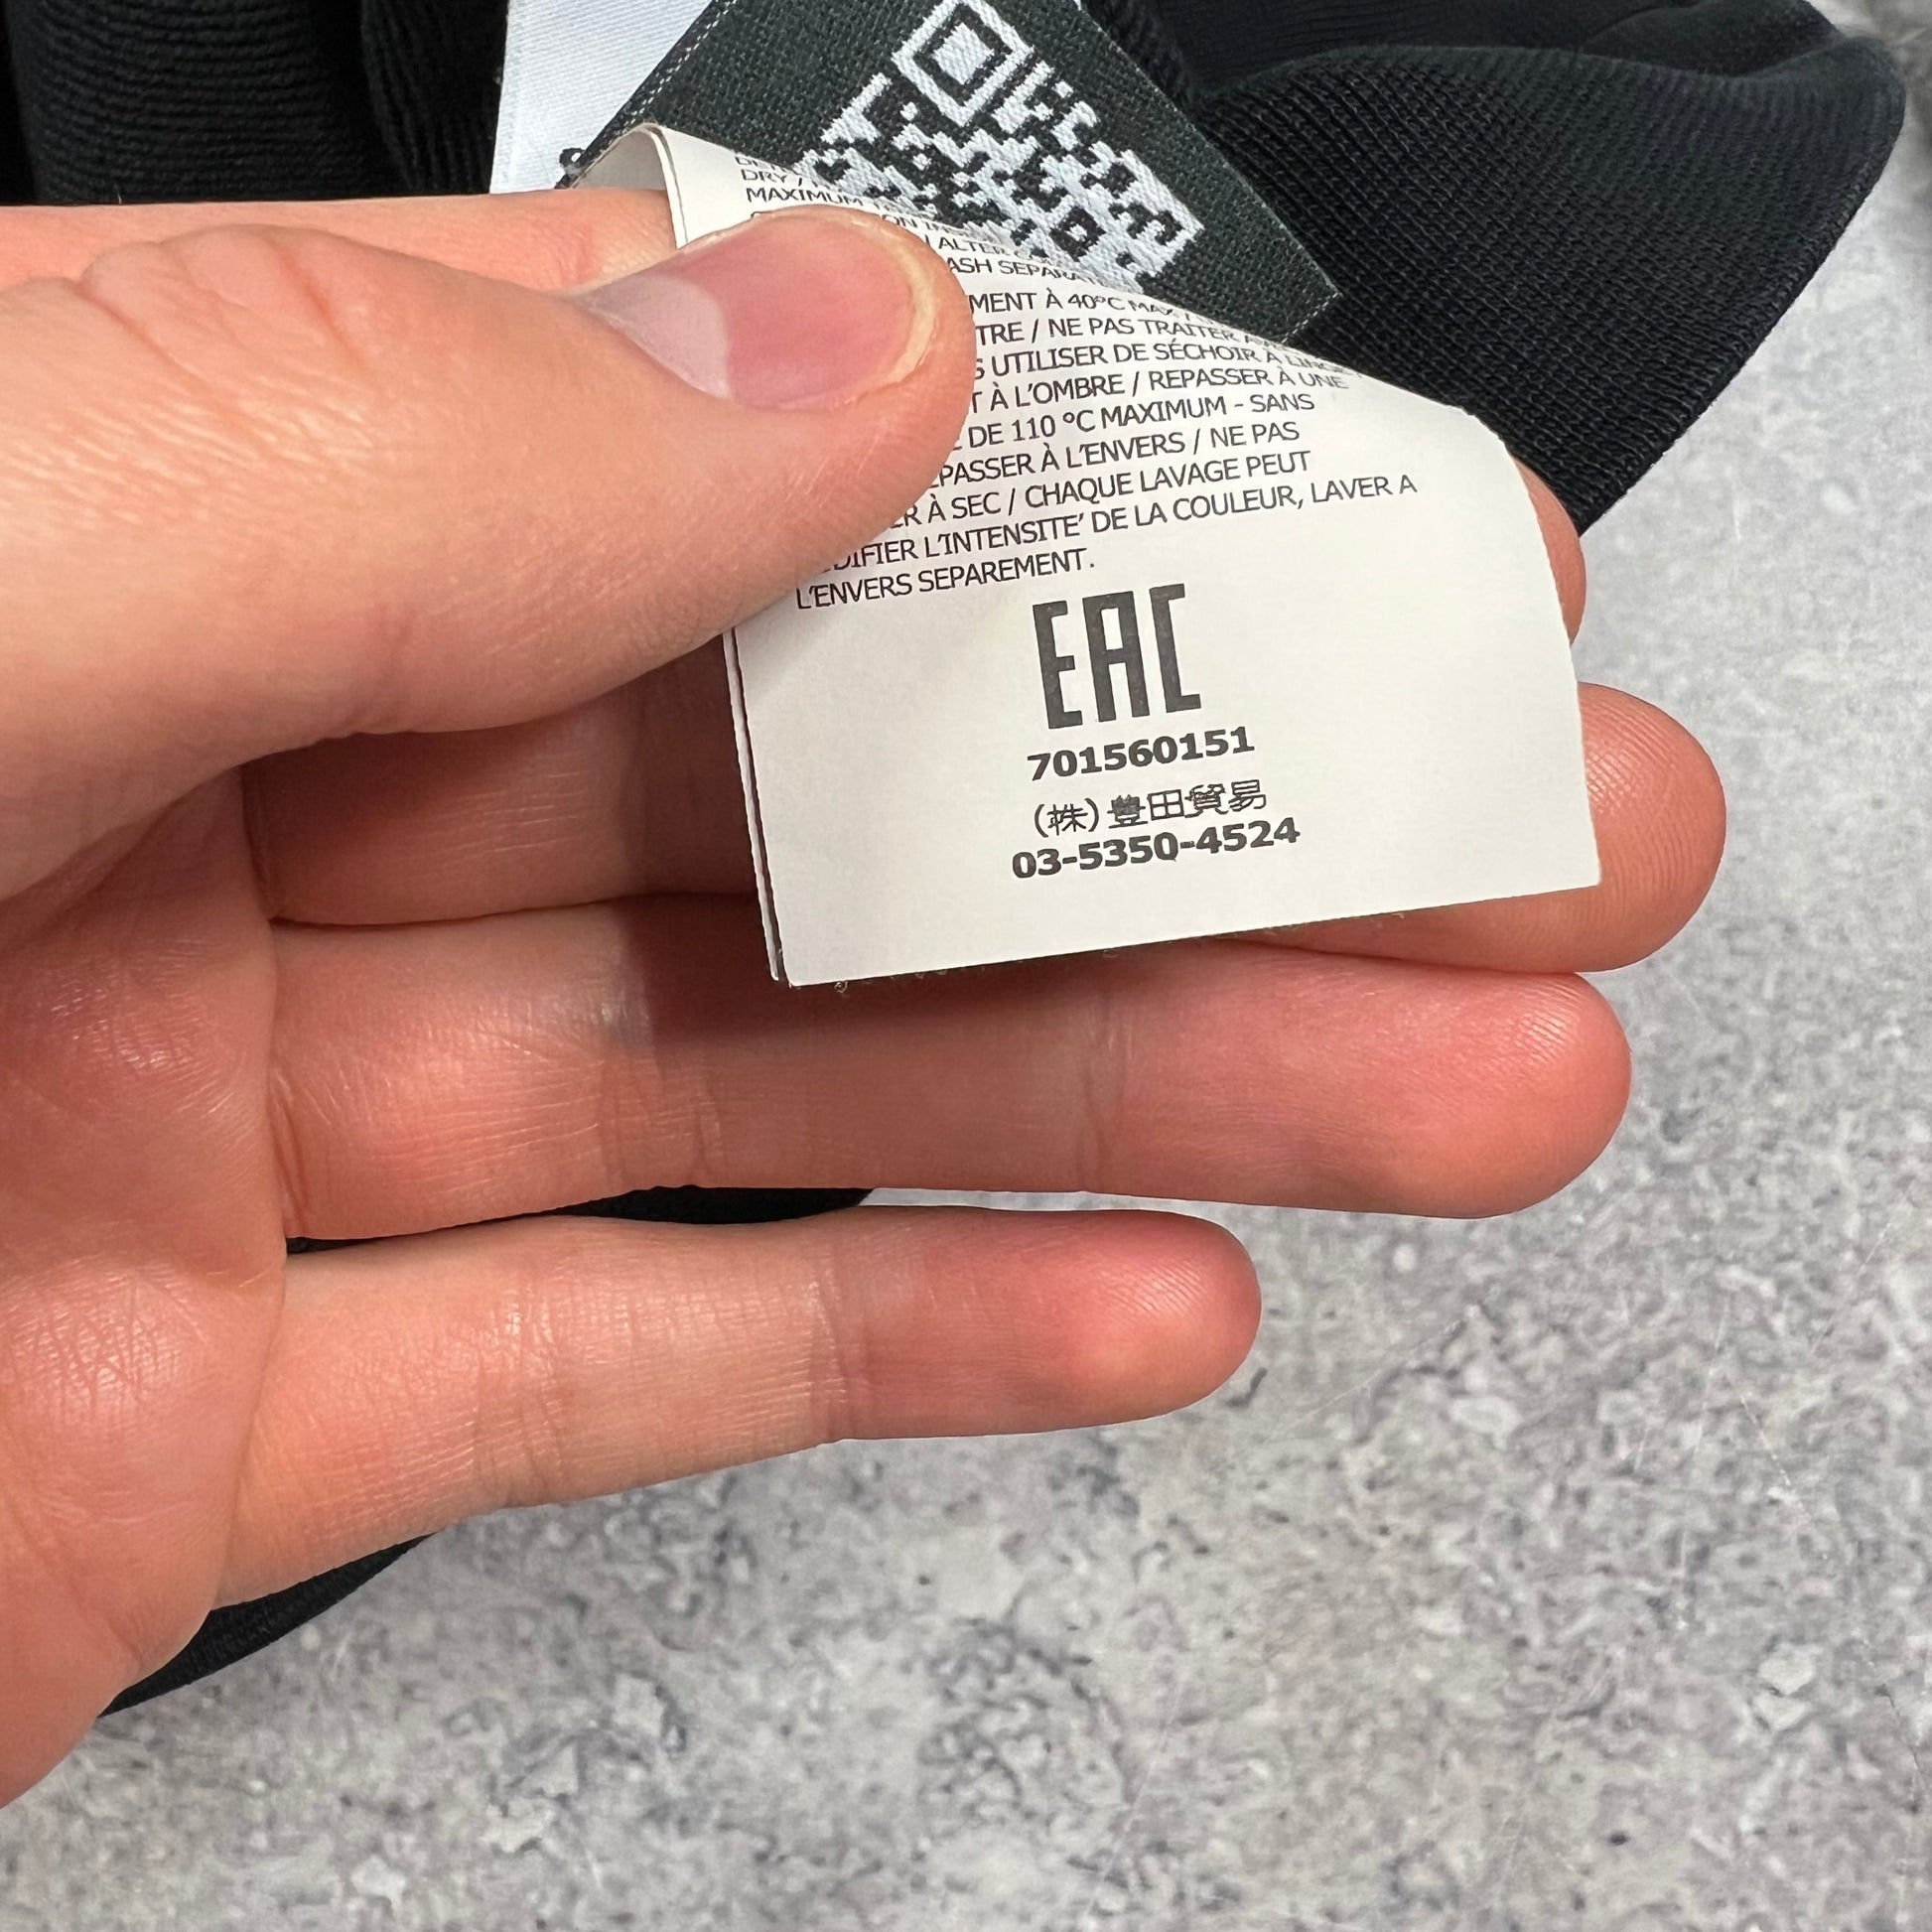 DRY /
MAXIMUM
ALTER
ASH SEPARA
MENT À 40°C MAX
TRE / NE PAS TRAITER
UTILISER DE SÉCHOIR À LINGE
T À L'OMBRE / REPASSER À UNE
DE 110 °C MAXIMUM - SANS
PASSER À L'ENVERS / NE PAS
ER À SEC / CHAQUE LAVAGE PEUT
DIFIER L'INTENSITE' DE LA COULEUR, LAVER A
L'ENVERS SEPAREMENT.
EAC
701560151
(株)豊田貿易
03-5350-4524